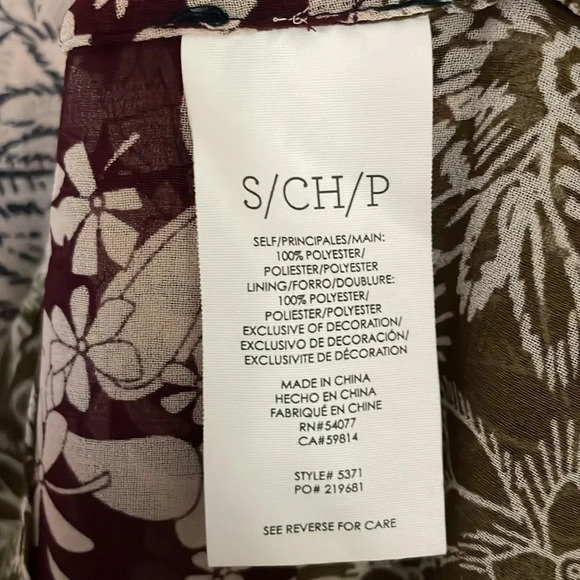 S/CH/P
SELF/PRINCIPALES/MAIN:
100% POLYESTER/
POLIESTER/POLYESTER
LINING/FORRO/DOUBLURE:
100% POLYESTER/
POLIESTER/POLYESTER
EXCLUSIVE OF DECORATION/
EXCLUSIVO DE DECORACIÓN/
EXCLUSIVITE DE DÉCORATION
MADE IN CHINA
HECHO EN CHINA
FABRIQUÉ EN CHINE
RN#54077
CA#59814
STYLE# 5371
PO# 219681
SEE REVERSE FOR CARE